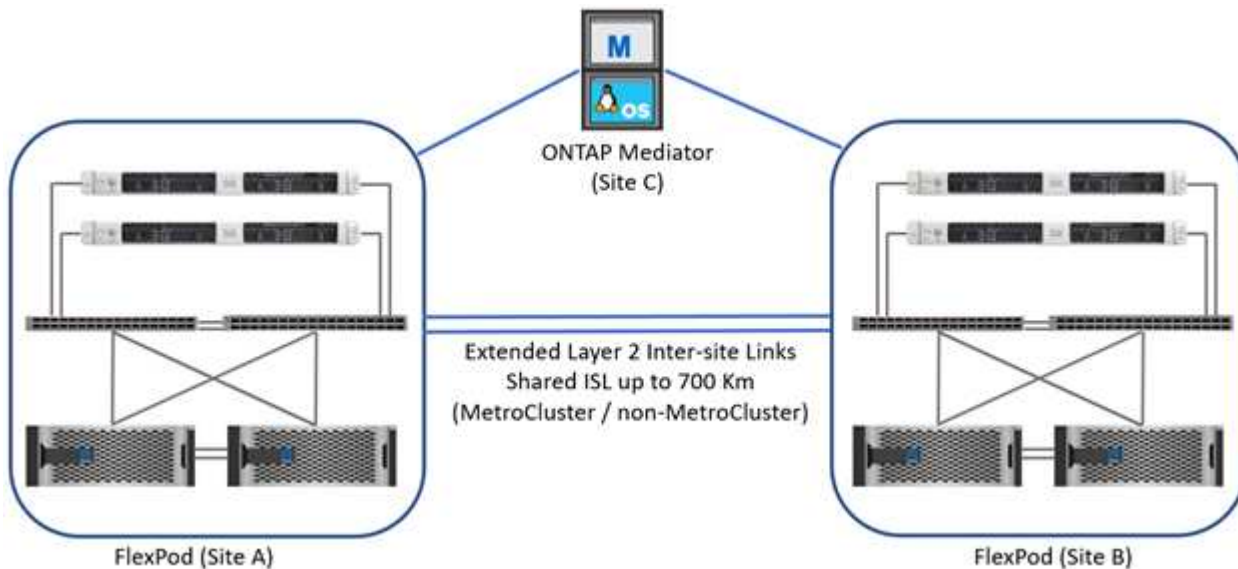 M
OS
ONTAP Mediator
(Site C)
Extended Layer 2 Inter-site Links
Shared ISL up to 700 Km
(MetroCluster / non-MetroCluster)
FlexPod (Site A)
FlexPod (Site B)